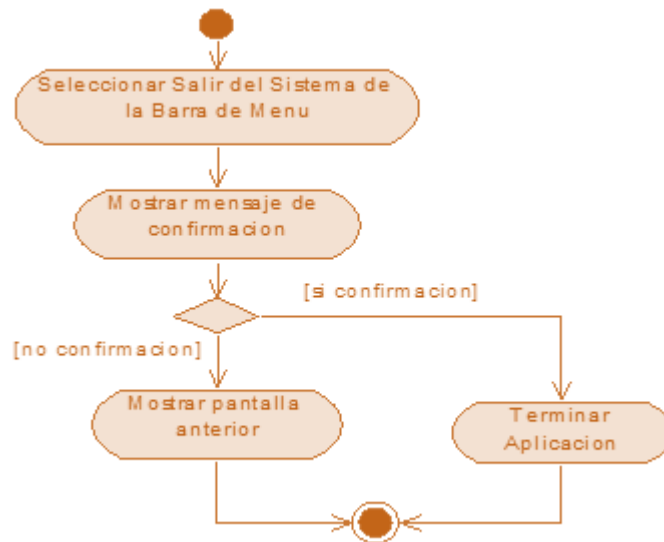 Seleccionar Salir del Sistema de
la Barra de Menu
Mostrar mensaje de
confirmacion
[si confirmacion]
[no confirmacion]
Mostrar pantalla
anterior
Terminar
Aplicacion